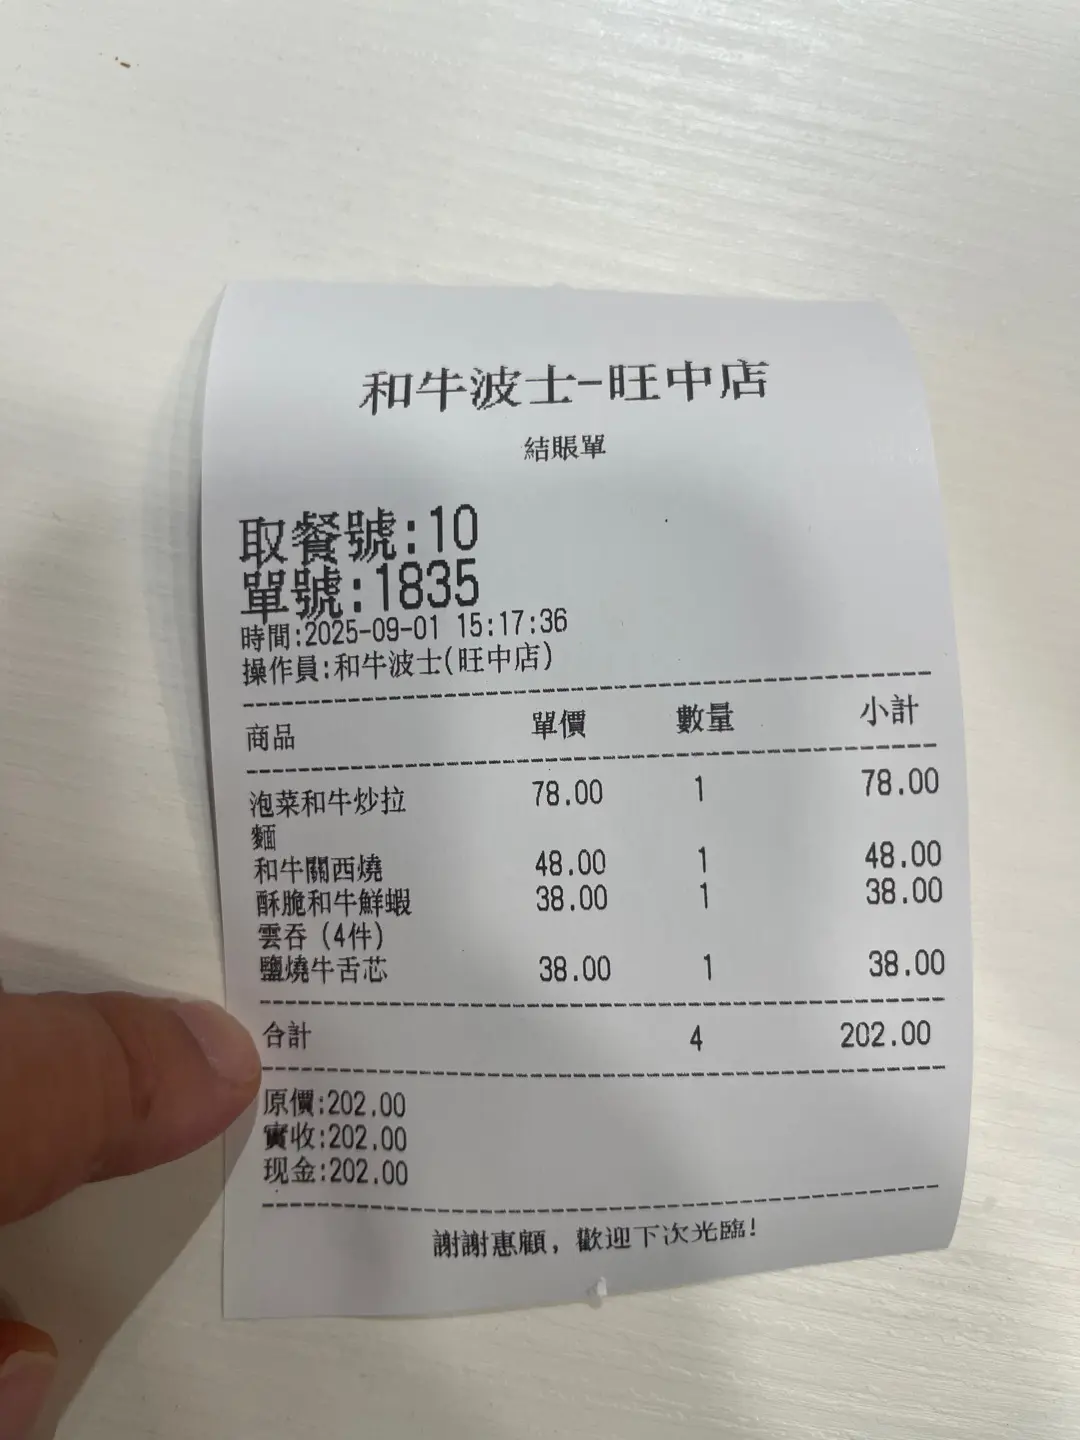 和牛波士-旺中店
結賬單
取餐號:10
單號:1835
時間:2025-09-01 15:17:36
操作員:和牛波士(旺中店)
商品 單價 數量 小計
泡菜和牛炒拉 78.00 1 78.00
麵
和牛關西燒 48.00 1 48.00
酥脆和牛鮮蝦 38.00 1 38.00
雲吞(4件)
鹽燒牛舌芯 38.00 1 38.00
合計 4 202.00
原價:202.00
實收:202.00
现金:202.00
謝謝惠顧，歡迎下次光臨!